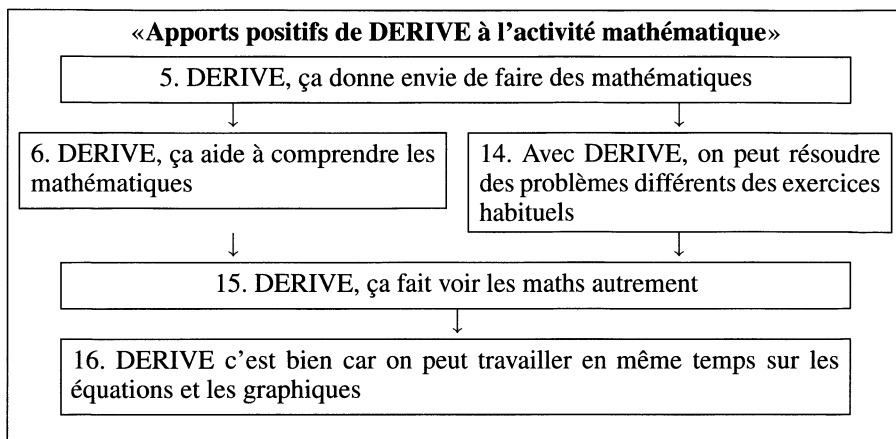 «Apports positifs de DERIVE à l'activité mathématique»
5. DERIVE, ça donne envie de faire des mathématiques
6. DERIVE, ça aide à comprendre les
mathématiques
14. Avec DERIVE, on peut résoudre
des problèmes différents des exercices
habituels
15. DERIVE, ça fait voir les maths autrement
16. DERIVE c'est bien car on peut travailler en même temps sur les
équations et les graphiques